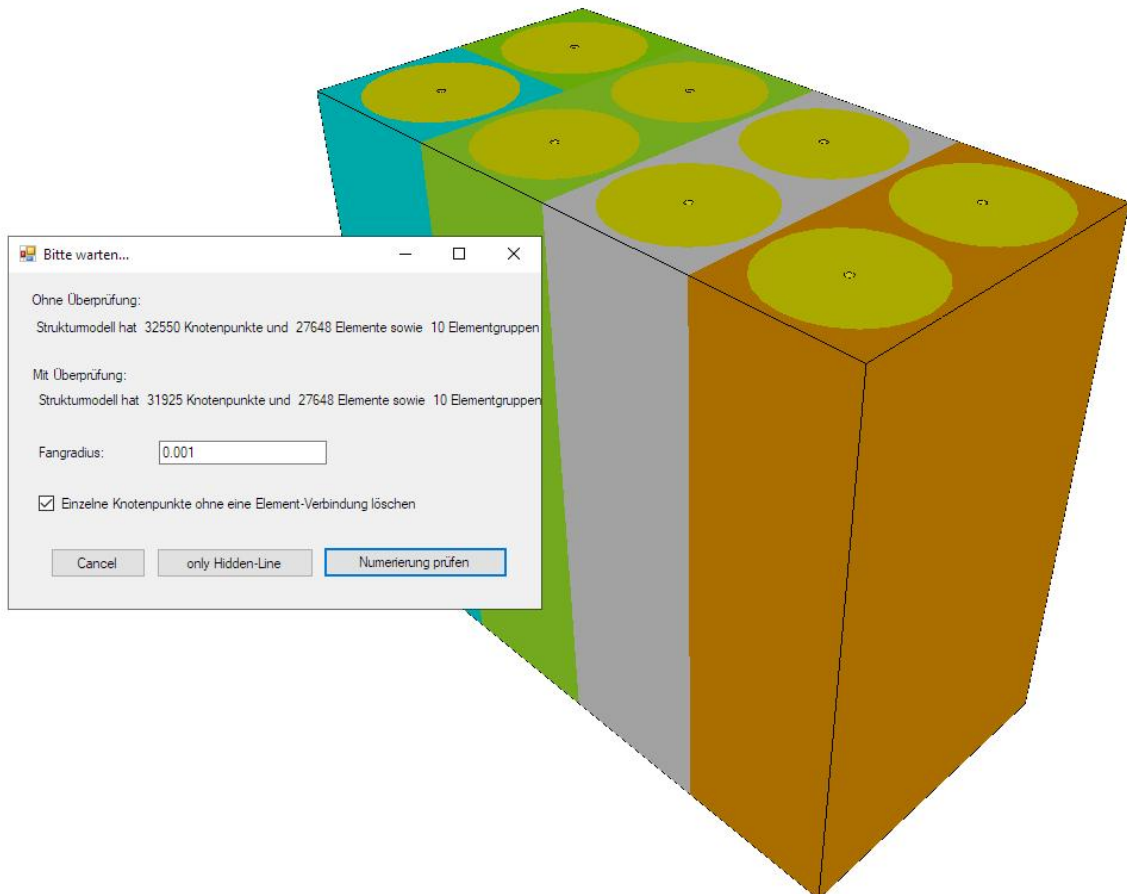 Bitte warten...
Ohne Überprüfung:
Strukturmodell hat 32550 Knotenpunkte und 27648 Elemente sowie 10 Elementgruppen
Mit Überprüfung:
Strukturmodell hat 31925 Knotenpunkte und 27648 Elemente sowie 10 Elementgruppen
Fangradius: 0.001
Einzelne Knotenpunkte ohne eine Element-Verbindung löschen
Cancel only Hidden-Line Numerierung prüfen